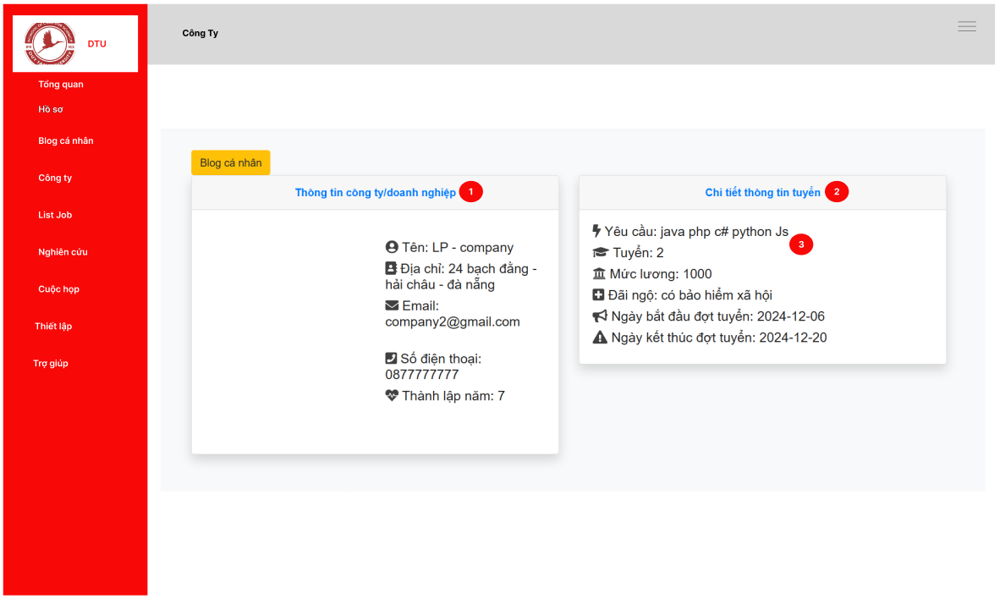 DTU
Công Ty
Tổng quan
Hồ sơ
Blog cá nhân
Công ty
List Job
Nghiên cứu
Cuộc họp
Thiết lập
Trợ giúp
Blog cá nhân
Thông tin công ty/doanh nghiệp 1
Tên: LP - company
Địa chỉ: 24 bạch đằng -
hải châu - đà nẵng
Email:
company2@gmail.com
Số điện thoại:
0877777777
Thành lập năm: 7
Chi tiết thông tin tuyển 2
Yêu cầu: java php c# python Js
3
Tuyển: 2
Mức lương: 1000
Đãi ngộ: có bảo hiểm xã hội
Ngày bắt đầu đợt tuyển: 2024-12-06
Ngày kết thúc đợt tuyển: 2024-12-20